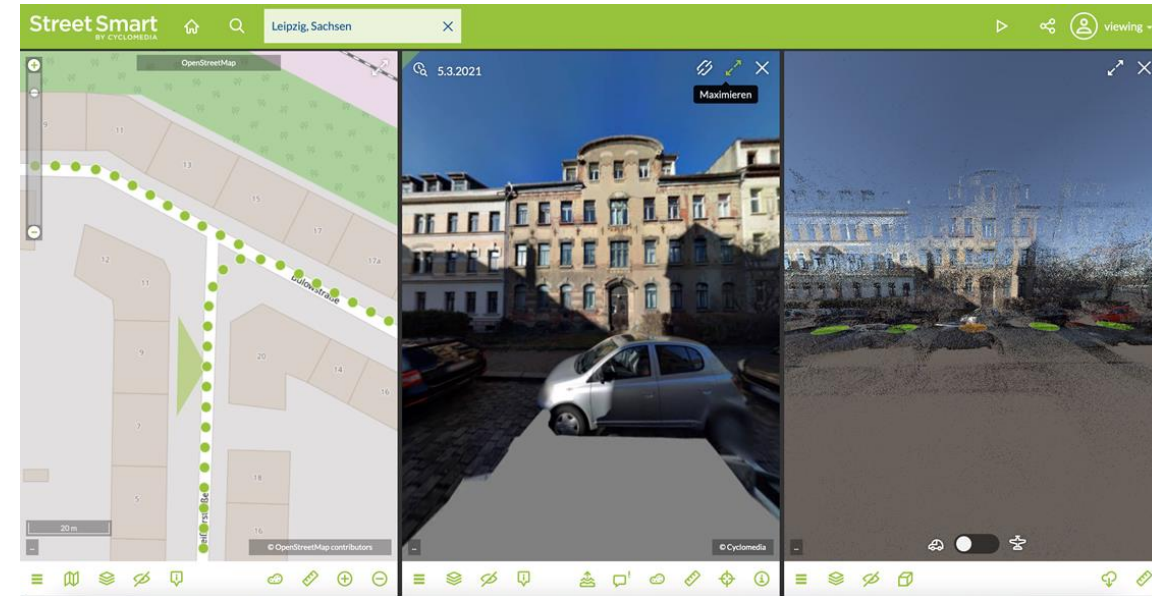 Street Smart
BY CYCLOMEDIA
Leipzig, Sachsen
viewing
OpenStreetMap
9
11
13
15
17
17a
Bülowstraße
12
11
9
7
5
20
14
16
18
16
20 m
© OpenStreetMap contributors
5.3.2021
Maximieren
© Cyclomedia